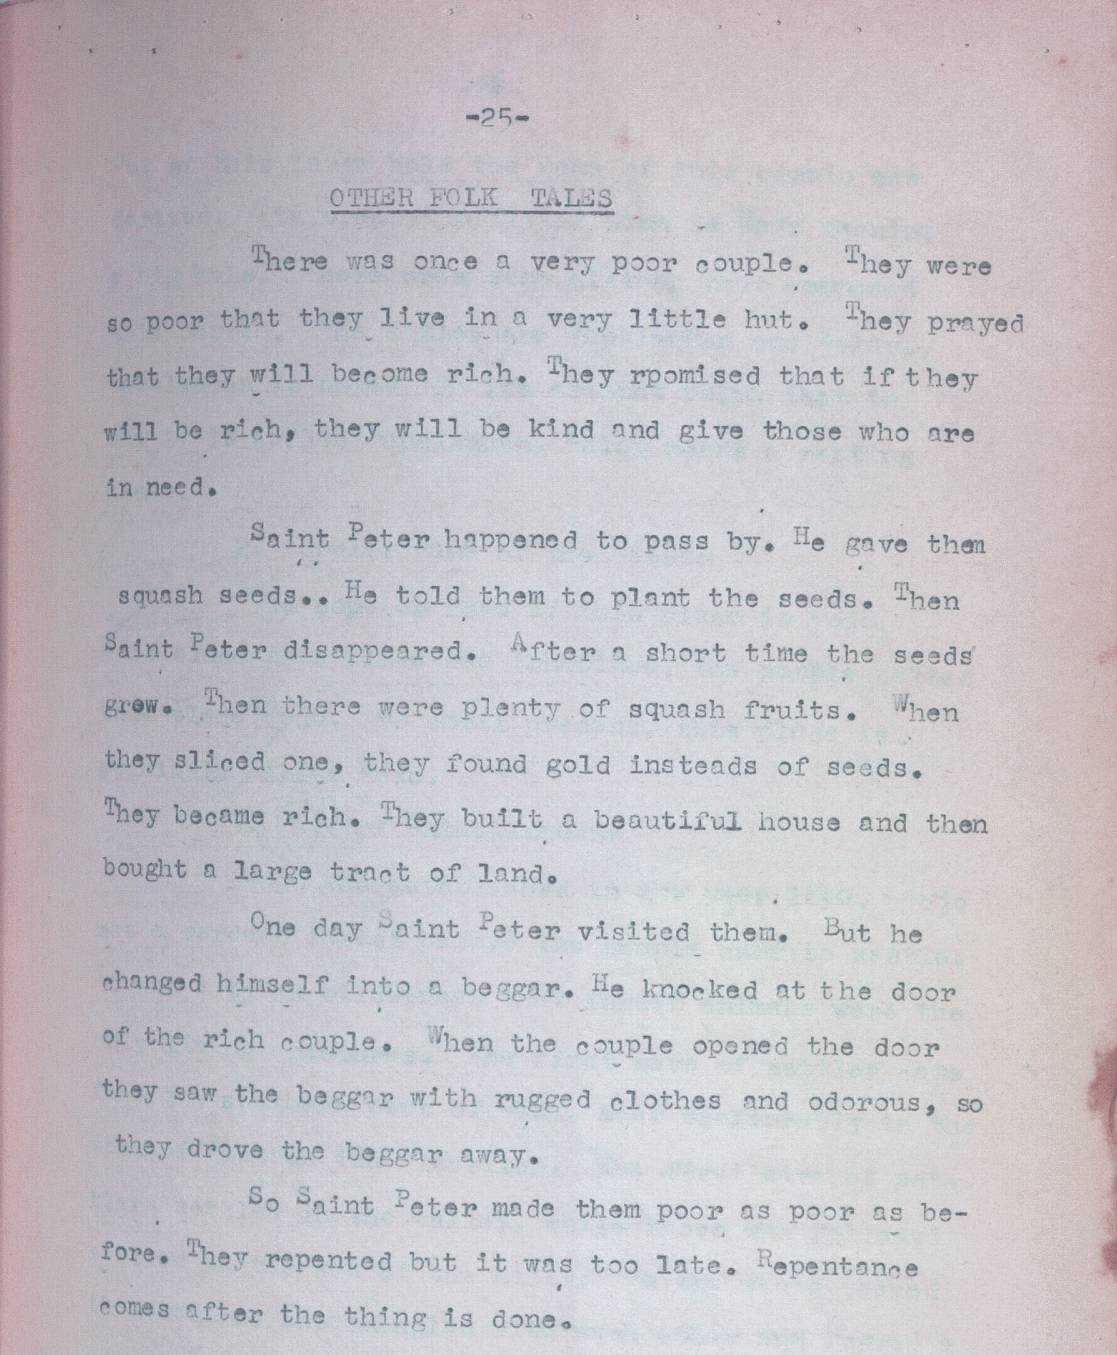 -25-
OTHER FOLK TALES
There was once a very poor couple. They were
so poor that they live in a very little hut. They prayed
that they will become rich. They rpomised that if they
will be rich, they will be kind and give those who are
in need.
Saint Peter happened to pass by. He gave them
squash seeds.. He told them to plant the seeds. Then
Saint Peter disappeared. After a short time the seeds
grow. Then there were plenty of squash fruits. When
they sliced one, they found gold insteads of seeds.
They became rich. They built a beautiful house and then
bought a large tract of land.
One day Saint Peter visited them. But he
changed himself into a beggar. He knocked at the door
of the rich couple. When the couple opened the door
they saw the beggar with rugged clothes and odorous, so
they drove the beggar away.
So Saint Peter made them poor as poor as be-
fore. They repented but it was too late. Repentance
comes after the thing is done.